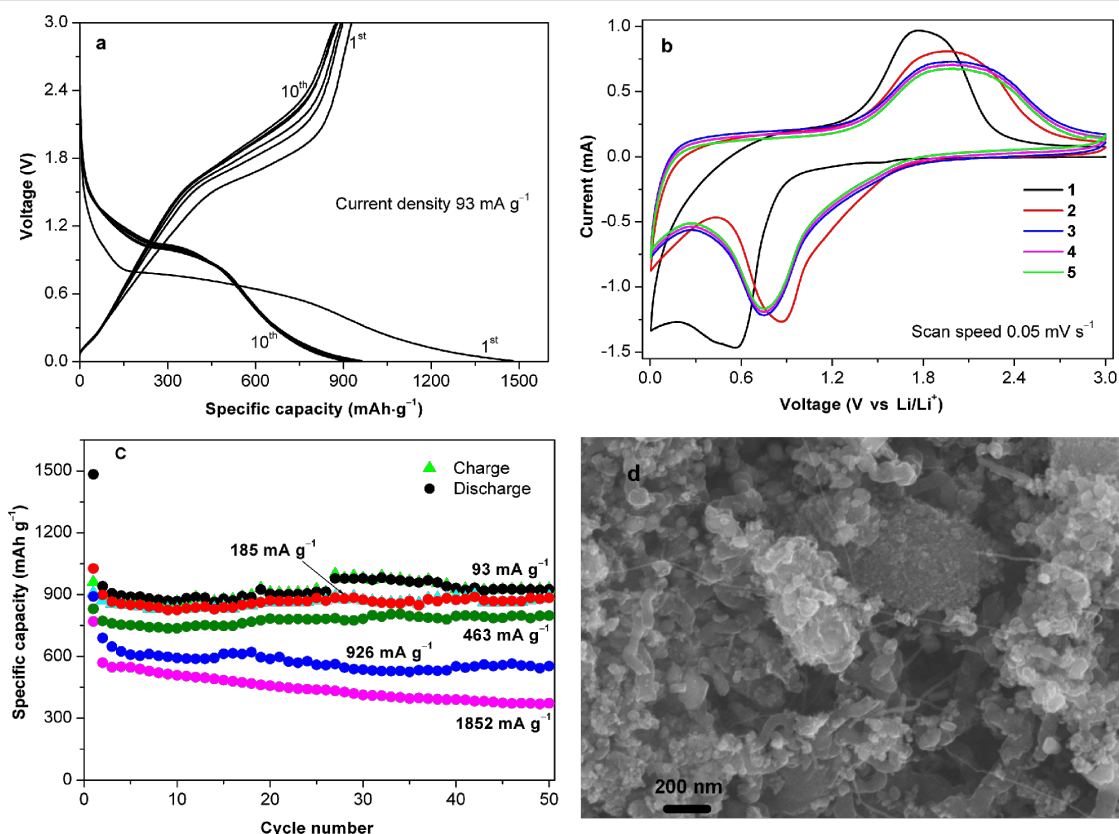 a
1st
10th
Current density 93 mA g⁻¹
10th
1st
Voltage (V)
3.0
2.4
1.8
1.2
0.6
0.0
0 300 600 900 1200 1500
Specific capacity (mAh·g⁻¹)
b
Current (mA)
1.0
0.5
0.0
-0.5
-1.0
-1.5
1
2
3
4
5
Scan speed 0.05 mV s⁻¹
0.0 0.6 1.2 1.8 2.4 3.0
Voltage (V vs Li/Li⁺)
C
Charge
Discharge
Specific capacity (mAh g⁻¹)
1500
1200
900
600
300
0
185 mA g⁻¹
93 mA g⁻¹
463 mA g⁻¹
926 mA g⁻¹
1852 mA g⁻¹
0 10 20 30 40 50
Cycle number
d
200 nm